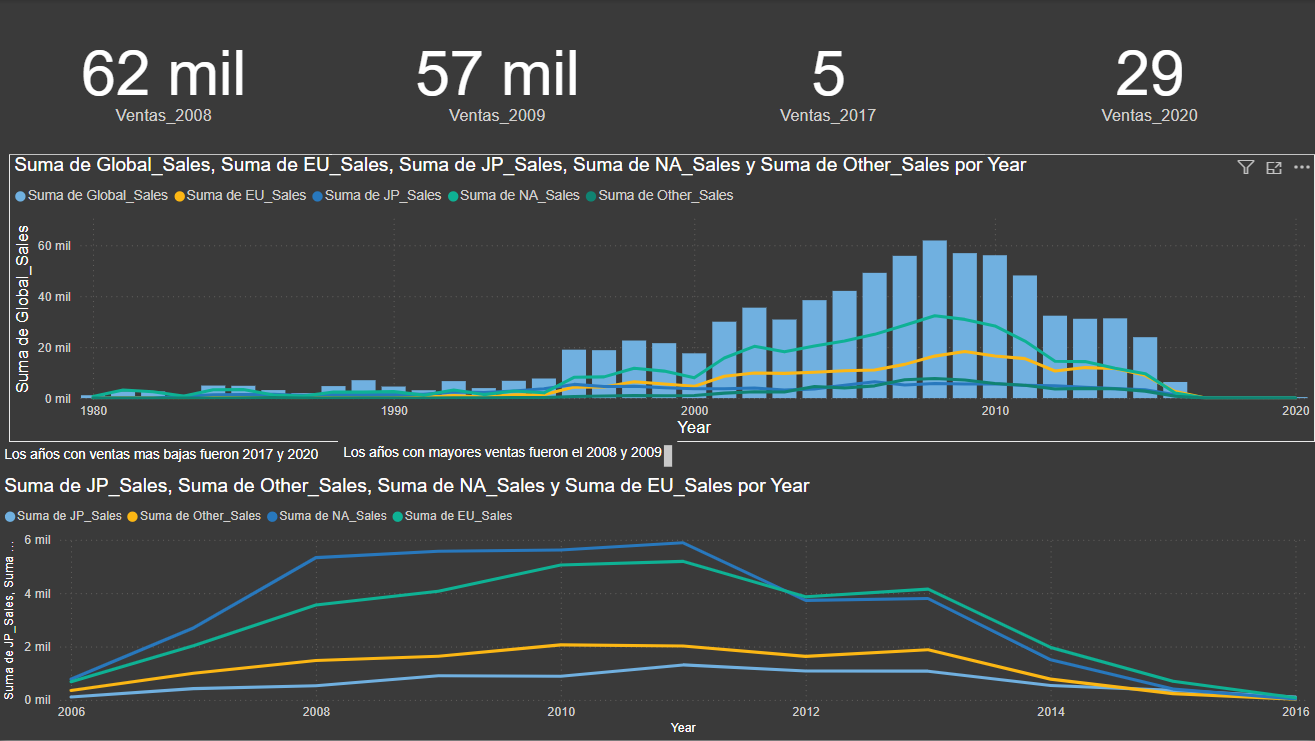 62 mil
Ventas_2008
57 mil
Ventas_2009
5
Ventas_2017
29
Ventas_2020
Suma de Global_Sales, Suma de EU_Sales, Suma de JP_Sales, Suma de NA_Sales y Suma de Other_Sales por Year
Suma de Global_Sales Suma de EU_Sales Suma de JP_Sales Suma de NA_Sales Suma de Other_Sales
Suma de Global_Sales
60 mil
40 mil
20 mil
0 mil
1980 1990 2000 2010 2020
Year
Los años con ventas mas bajas fueron 2017 y 2020
Los años con mayores ventas fueron el 2008 y 2009
Suma de JP_Sales, Suma de Other_Sales, Suma de NA_Sales y Suma de EU_Sales por Year
Suma de JP_Sales Suma de Other_Sales Suma de NA_Sales Suma de EU_Sales
Suma de JP_Sales, Suma ...
6 mil
4 mil
2 mil
0 mil
2006 2008 2010 2012 2014 2016
Year